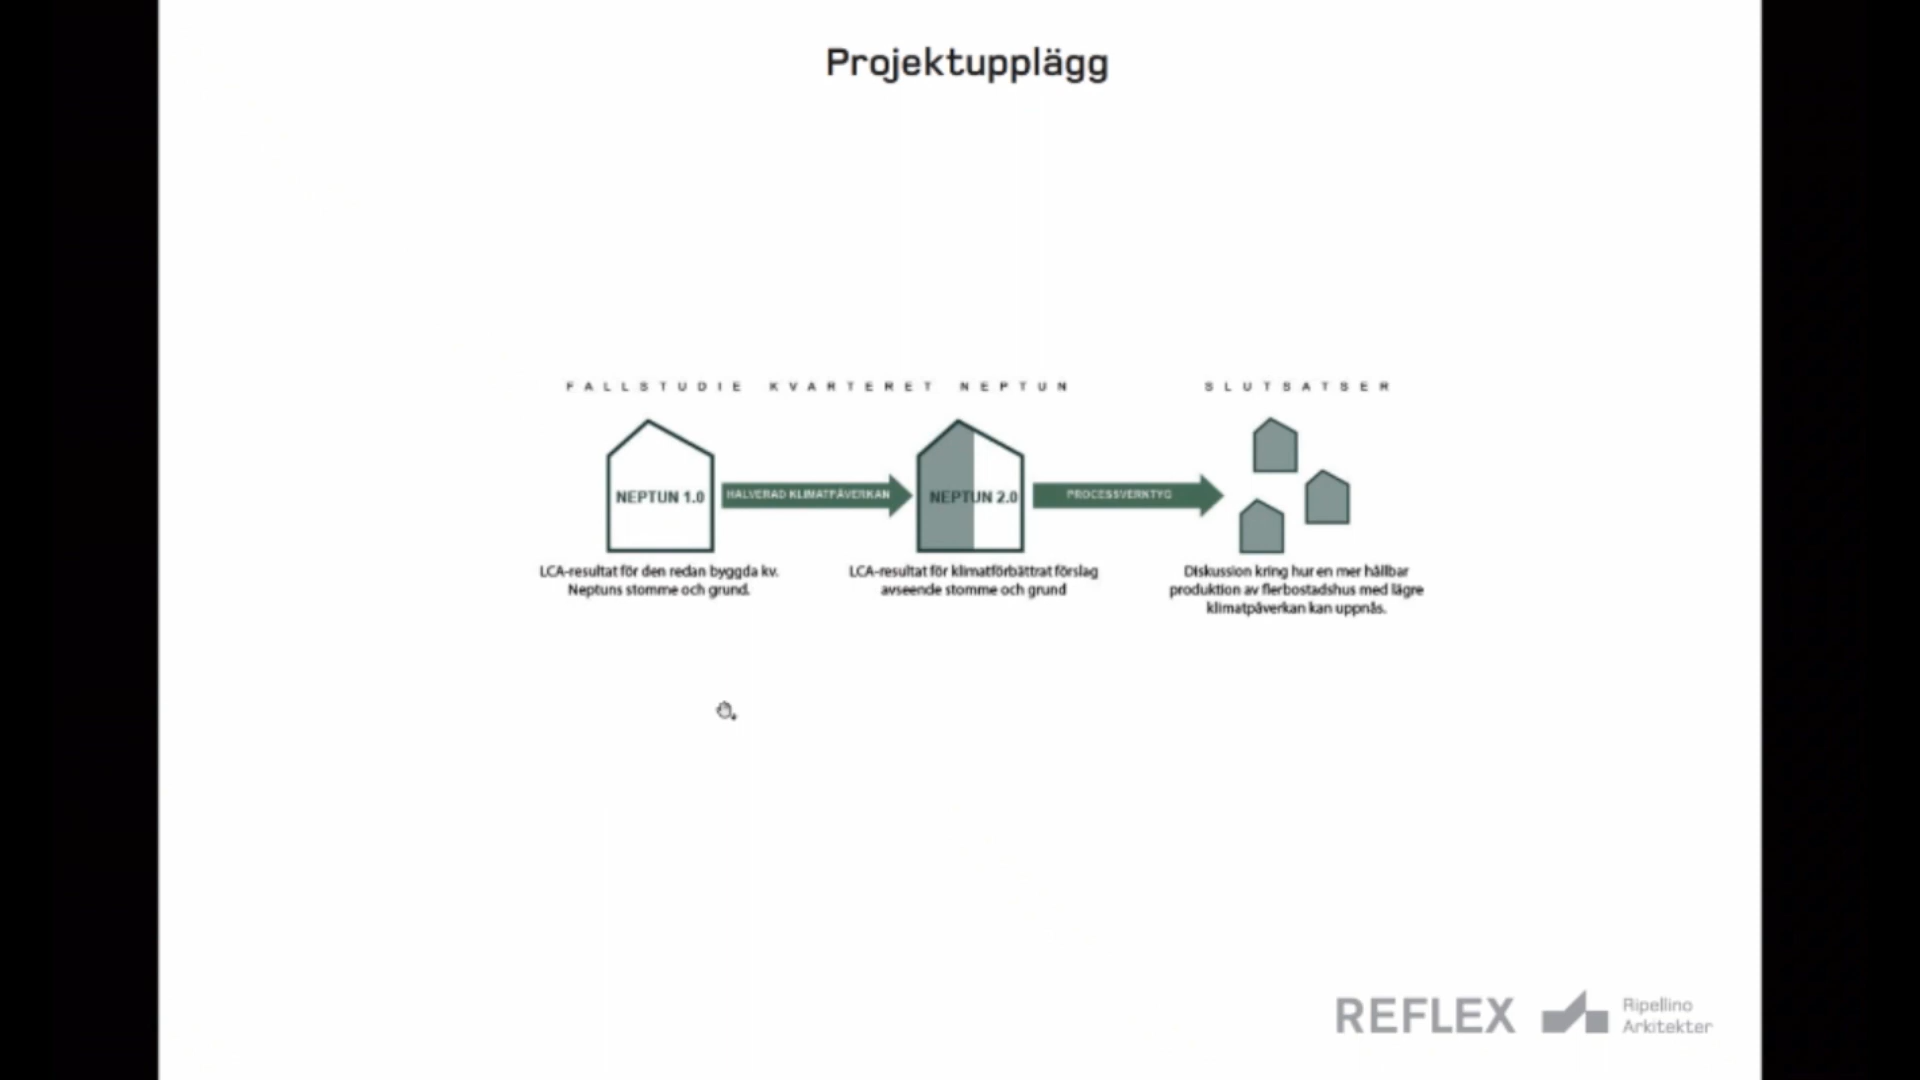 Projektupplägg
FALLSTUDIE KVARTERET NEPTUN
SLUTSATSER
NEPTUN 1.0
HALVERAD KLIMATPÅVERKAN
NEPTUN 2.0
PROCESSVERKTYG
LCA-resultat för den redan byggda kv.
Neptuns stomme och grund.
LCA-resultat för klimatförbättrat förslag
avseende stomme och grund
Diskussion kring hur en mer hållbar
produktion av flerbostadshus med lägre
klimatpåverkan kan uppnås.
REFLEX
Ripellino
Arkitekter